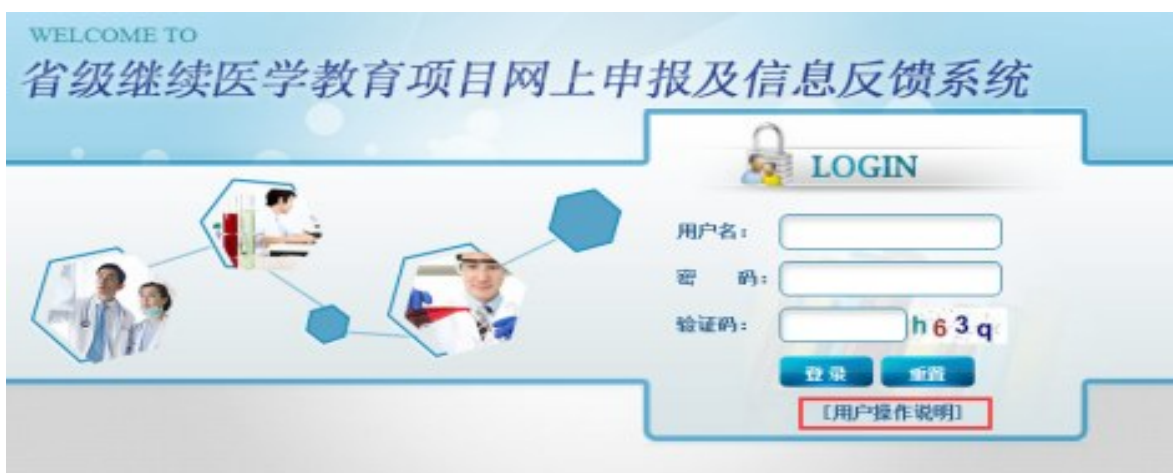 WELCOME TO
省级继续医学教育项目网上申报及信息反馈系统
LOGIN
用户名：
密 码：
验证码：
h63q
登录 重置
[用户操作说明]